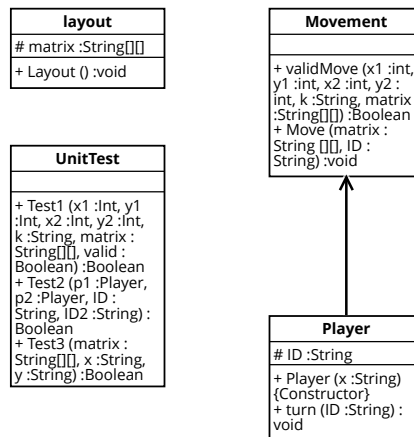 layout
# matrix :String[][]
+ Layout () :void
UnitTest
+ Test1 (x1 :Int, y1
:Int, x2 :Int, y2 :Int,
k :String, matrix :
String[][], valid :
Boolean) :Boolean
+ Test2 (p1 :Player,
p2 :Player, ID :
String, ID2 :String) :
Boolean
+ Test3 (matrix :
String[][], x :String,
y :String) :Boolean
Movement
+ validMove (x1 :int,
y1 :int, x2 :int, y2 :
int, k :String, matrix
:String[][]) :Boolean
+ Move (matrix :
String [][], ID :
String) :void
Player
# ID :String
+ Player (x :String)
{Constructor}
+ turn (ID :String) :
void